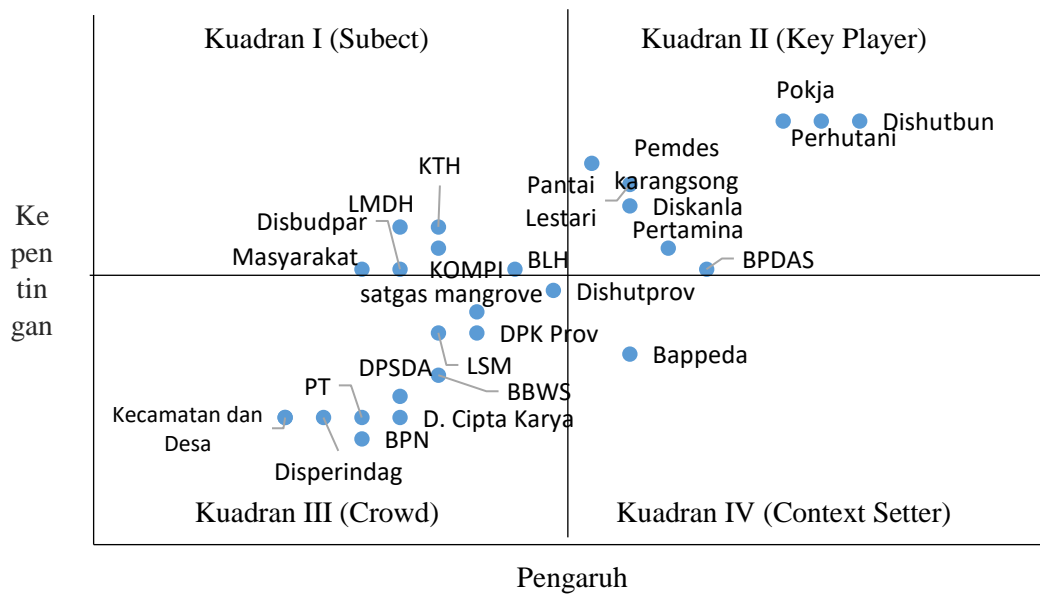 Kuadran I (Subect)
Kuadran II (Key Player)
Pokja
Dishutbun
Perhutani
Pemdes
karangsong
Pantai
Lestari
Diskanla
Pertamina
BPDAS
KTH
LMDH
Disbudpar
Masyarakat
KOMPI
BLH
Ke
pen
tin
gan
satgas mangrove
Dishutprov
DPK Prov
Bappeda
LSM
DPSDA
BBWS
PT
D. Cipta Karya
Kecamatan dan
Desa
BPN
Disperindag
Kuadran III (Crowd)
Kuadran IV (Context Setter)
Pengaruh